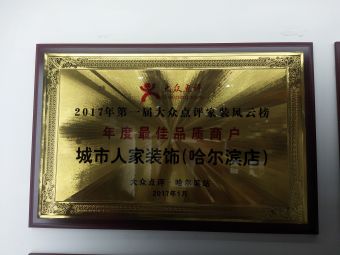 大众点评
2017年第一届大众点评家装风云榜
年度最佳品质商户
城市人家装饰(哈尔滨店)
大众点评·哈尔滨站
2017年1月